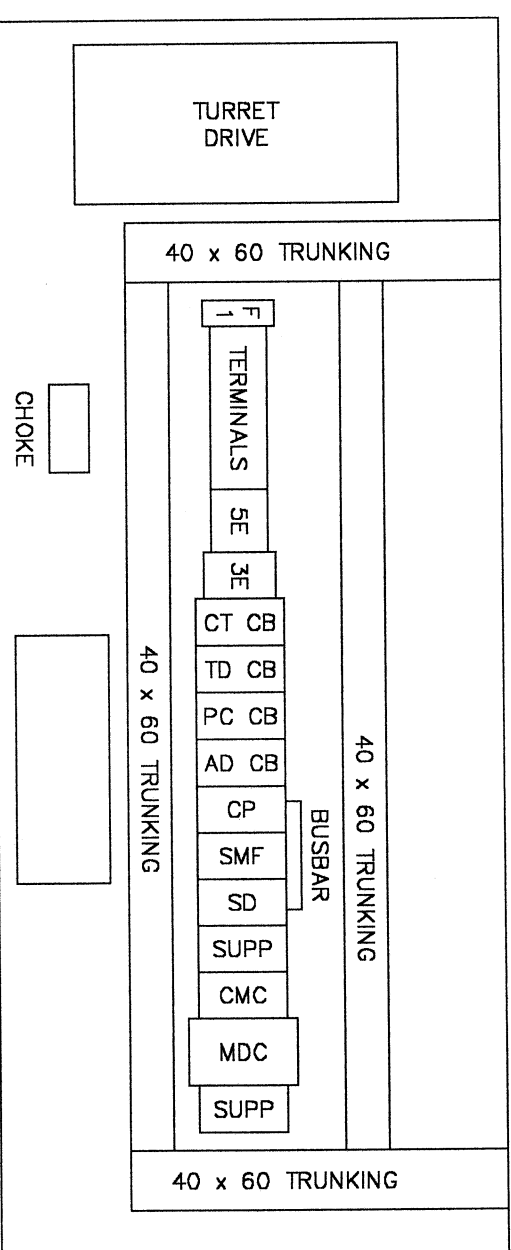 TURRET
DRIVE
40 x 60 TRUNKING
F
1
TERMINALS
CHOKE
5E
3E
CT CB
TD CB
PC CB
AD CB
CP
SMF
SD
BUSBAR
40 x 60 TRUNKING
40 x 60 TRUNKING
SUPP
CMC
MDC
SUPP
40 x 60 TRUNKING